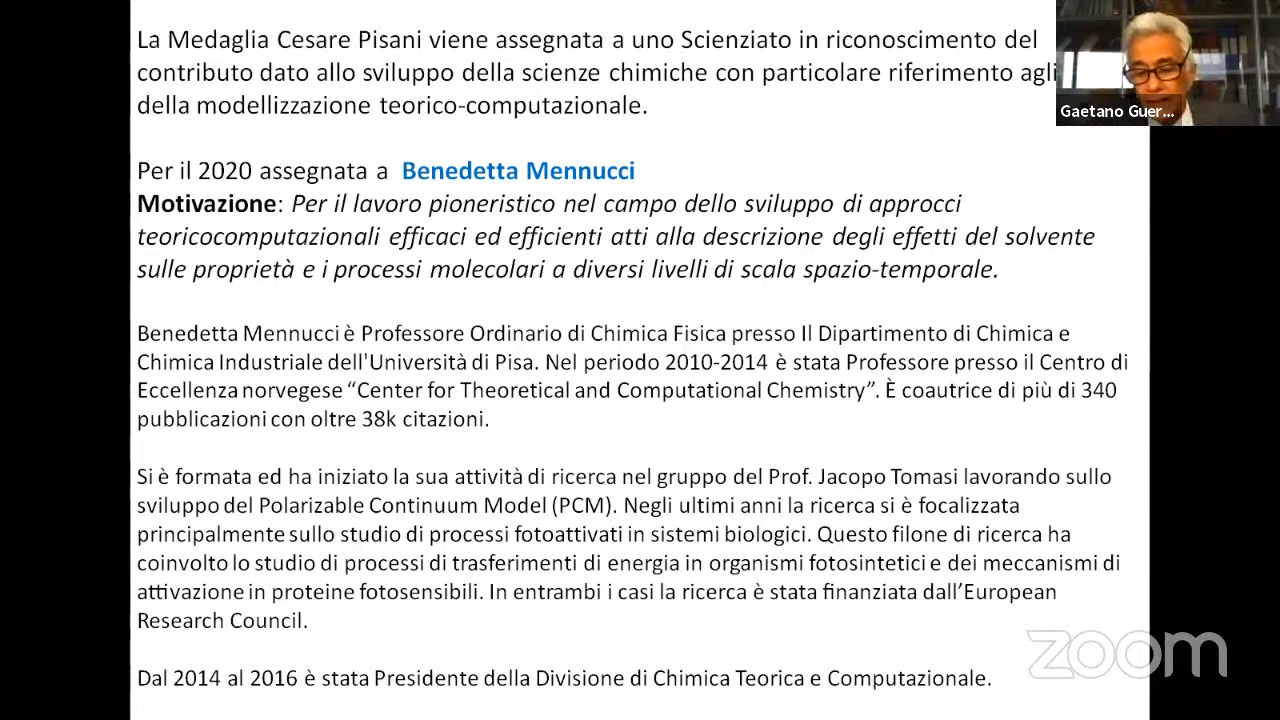 La Medaglia Cesare Pisani viene assegnata a uno Scienziato in riconoscimento del
contributo dato allo sviluppo della scienze chimiche con particolare riferimento agli
della modellizzazione teorico-computazionale.
Gaetano Guer...
Per il 2020 assegnata a Benedetta Mennucci
Motivazione: Per il lavoro pioneristico nel campo dello sviluppo di approcci
teoricocomputazionali efficaci ed efficienti atti alla descrizione degli effetti del solvente
sulle proprietà e i processi molecolari a diversi livelli di scala spazio-temporale.
Benedetta Mennucci è Professore Ordinario di Chimica Fisica presso Il Dipartimento di Chimica e
Chimica Industriale dell'Università di Pisa. Nel periodo 2010-2014 è stata Professore presso il Centro di
Eccellenza norvegese “Center for Theoretical and Computational Chemistry”. È coautrice di più di 340
pubblicazioni con oltre 38k citazioni.
Si è formata ed ha iniziato la sua attività di ricerca nel gruppo del Prof. Jacopo Tomasi lavorando sullo
sviluppo del Polarizable Continuum Model (PCM). Negli ultimi anni la ricerca si è focalizzata
principalmente sullo studio di processi fotoattivati in sistemi biologici. Questo filone di ricerca ha
coinvolto lo studio di processi di trasferimenti di energia in organismi fotosintetici e dei meccanismi di
attivazione in proteine fotosensibili. In entrambi i casi la ricerca è stata finanziata dall’European
Research Council.
zoom
Dal 2014 al 2016 è stata Presidente della Divisione di Chimica Teorica e Computazionale.